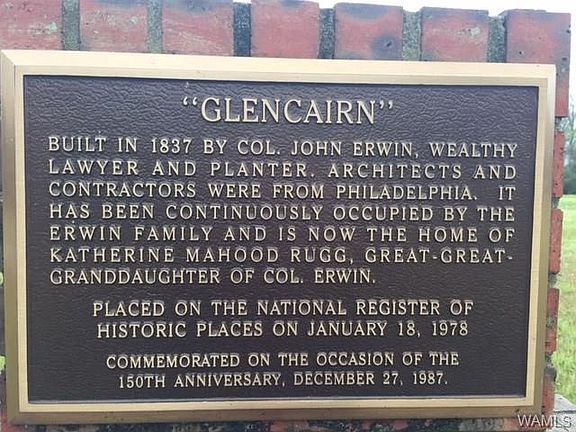 “GLENCAIRN”
BUILT IN 1837 BY COL. JOHN ERWIN, WEALTHY
LAWYER AND PLANTER. ARCHITECTS AND
CONTRACTORS WERE FROM PHILADELPHIA. IT
HAS BEEN CONTINUOUSLY OCCUPIED BY THE
ERWIN FAMILY AND IS NOW THE HOME OF
KATHERINE MAHOOD RUGG, GREAT-GREAT-
GRANDDAUGHTER OF COL. ERWIN.
PLACED ON THE NATIONAL REGISTER OF
HISTORIC PLACES ON JANUARY 18, 1978
COMMEMORATED ON THE OCCASION OF THE
150TH ANNIVERSARY, DECEMBER 27, 1987.
WAMLS